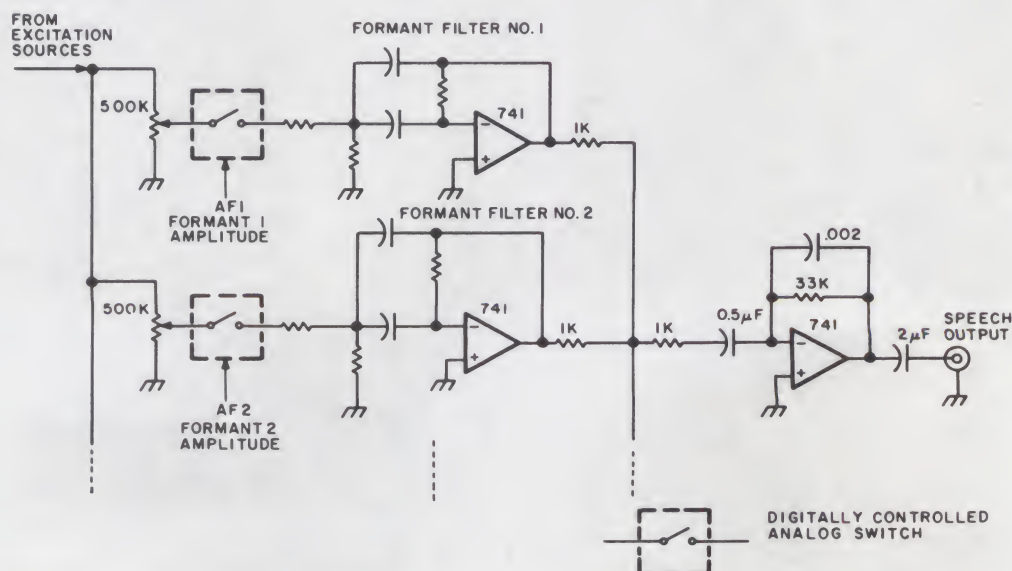 FROM
EXCITATION
SOURCES
FORMANT FILTER NO. 1
500K
741
1K
AF1
FORMANT 1
AMPLITUDE
FORMANT FILTER NO. 2
500K
741
1K
1K
0.5µF
.002
33K
741
2µF
SPEECH
OUTPUT
AF2
FORMANT 2
AMPLITUDE
DIGITALLY CONTROLLED
ANALOG SWITCH